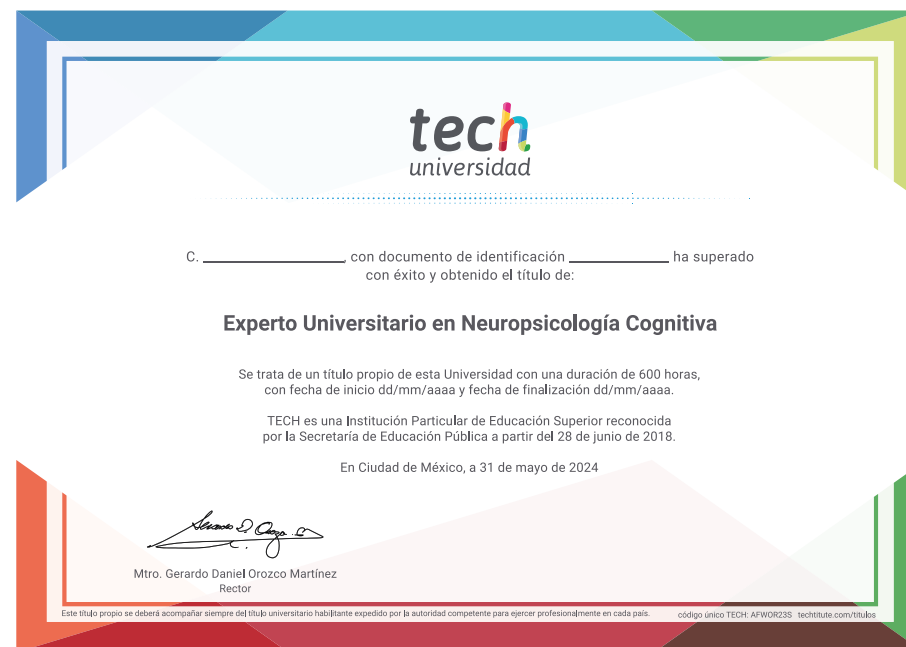 tech
universidad
C. ____________, con documento de identificación ____________ ha superado
con éxito y obtenido el título de:
Experto Universitario en Neuropsicología Cognitiva
Se trata de un título propio de esta Universidad con una duración de 600 horas,
con fecha de inicio dd/mm/aaaa y fecha de finalización dd/mm/aaaa.
TECH es una Institución Particular de Educación Superior reconocida
por la Secretaría de Educación Pública a partir del 28 de junio de 2018.
En Ciudad de México, a 31 de mayo de 2024
Mtro. Gerardo Daniel Orozco Martínez
Rector
Este título propio se deberá acompañar siempre del título universitario habilitante expedido por la autoridad competente para ejercer profesionalmente en cada país. código único TECH: AFWOR23S techtitute.com/titulos